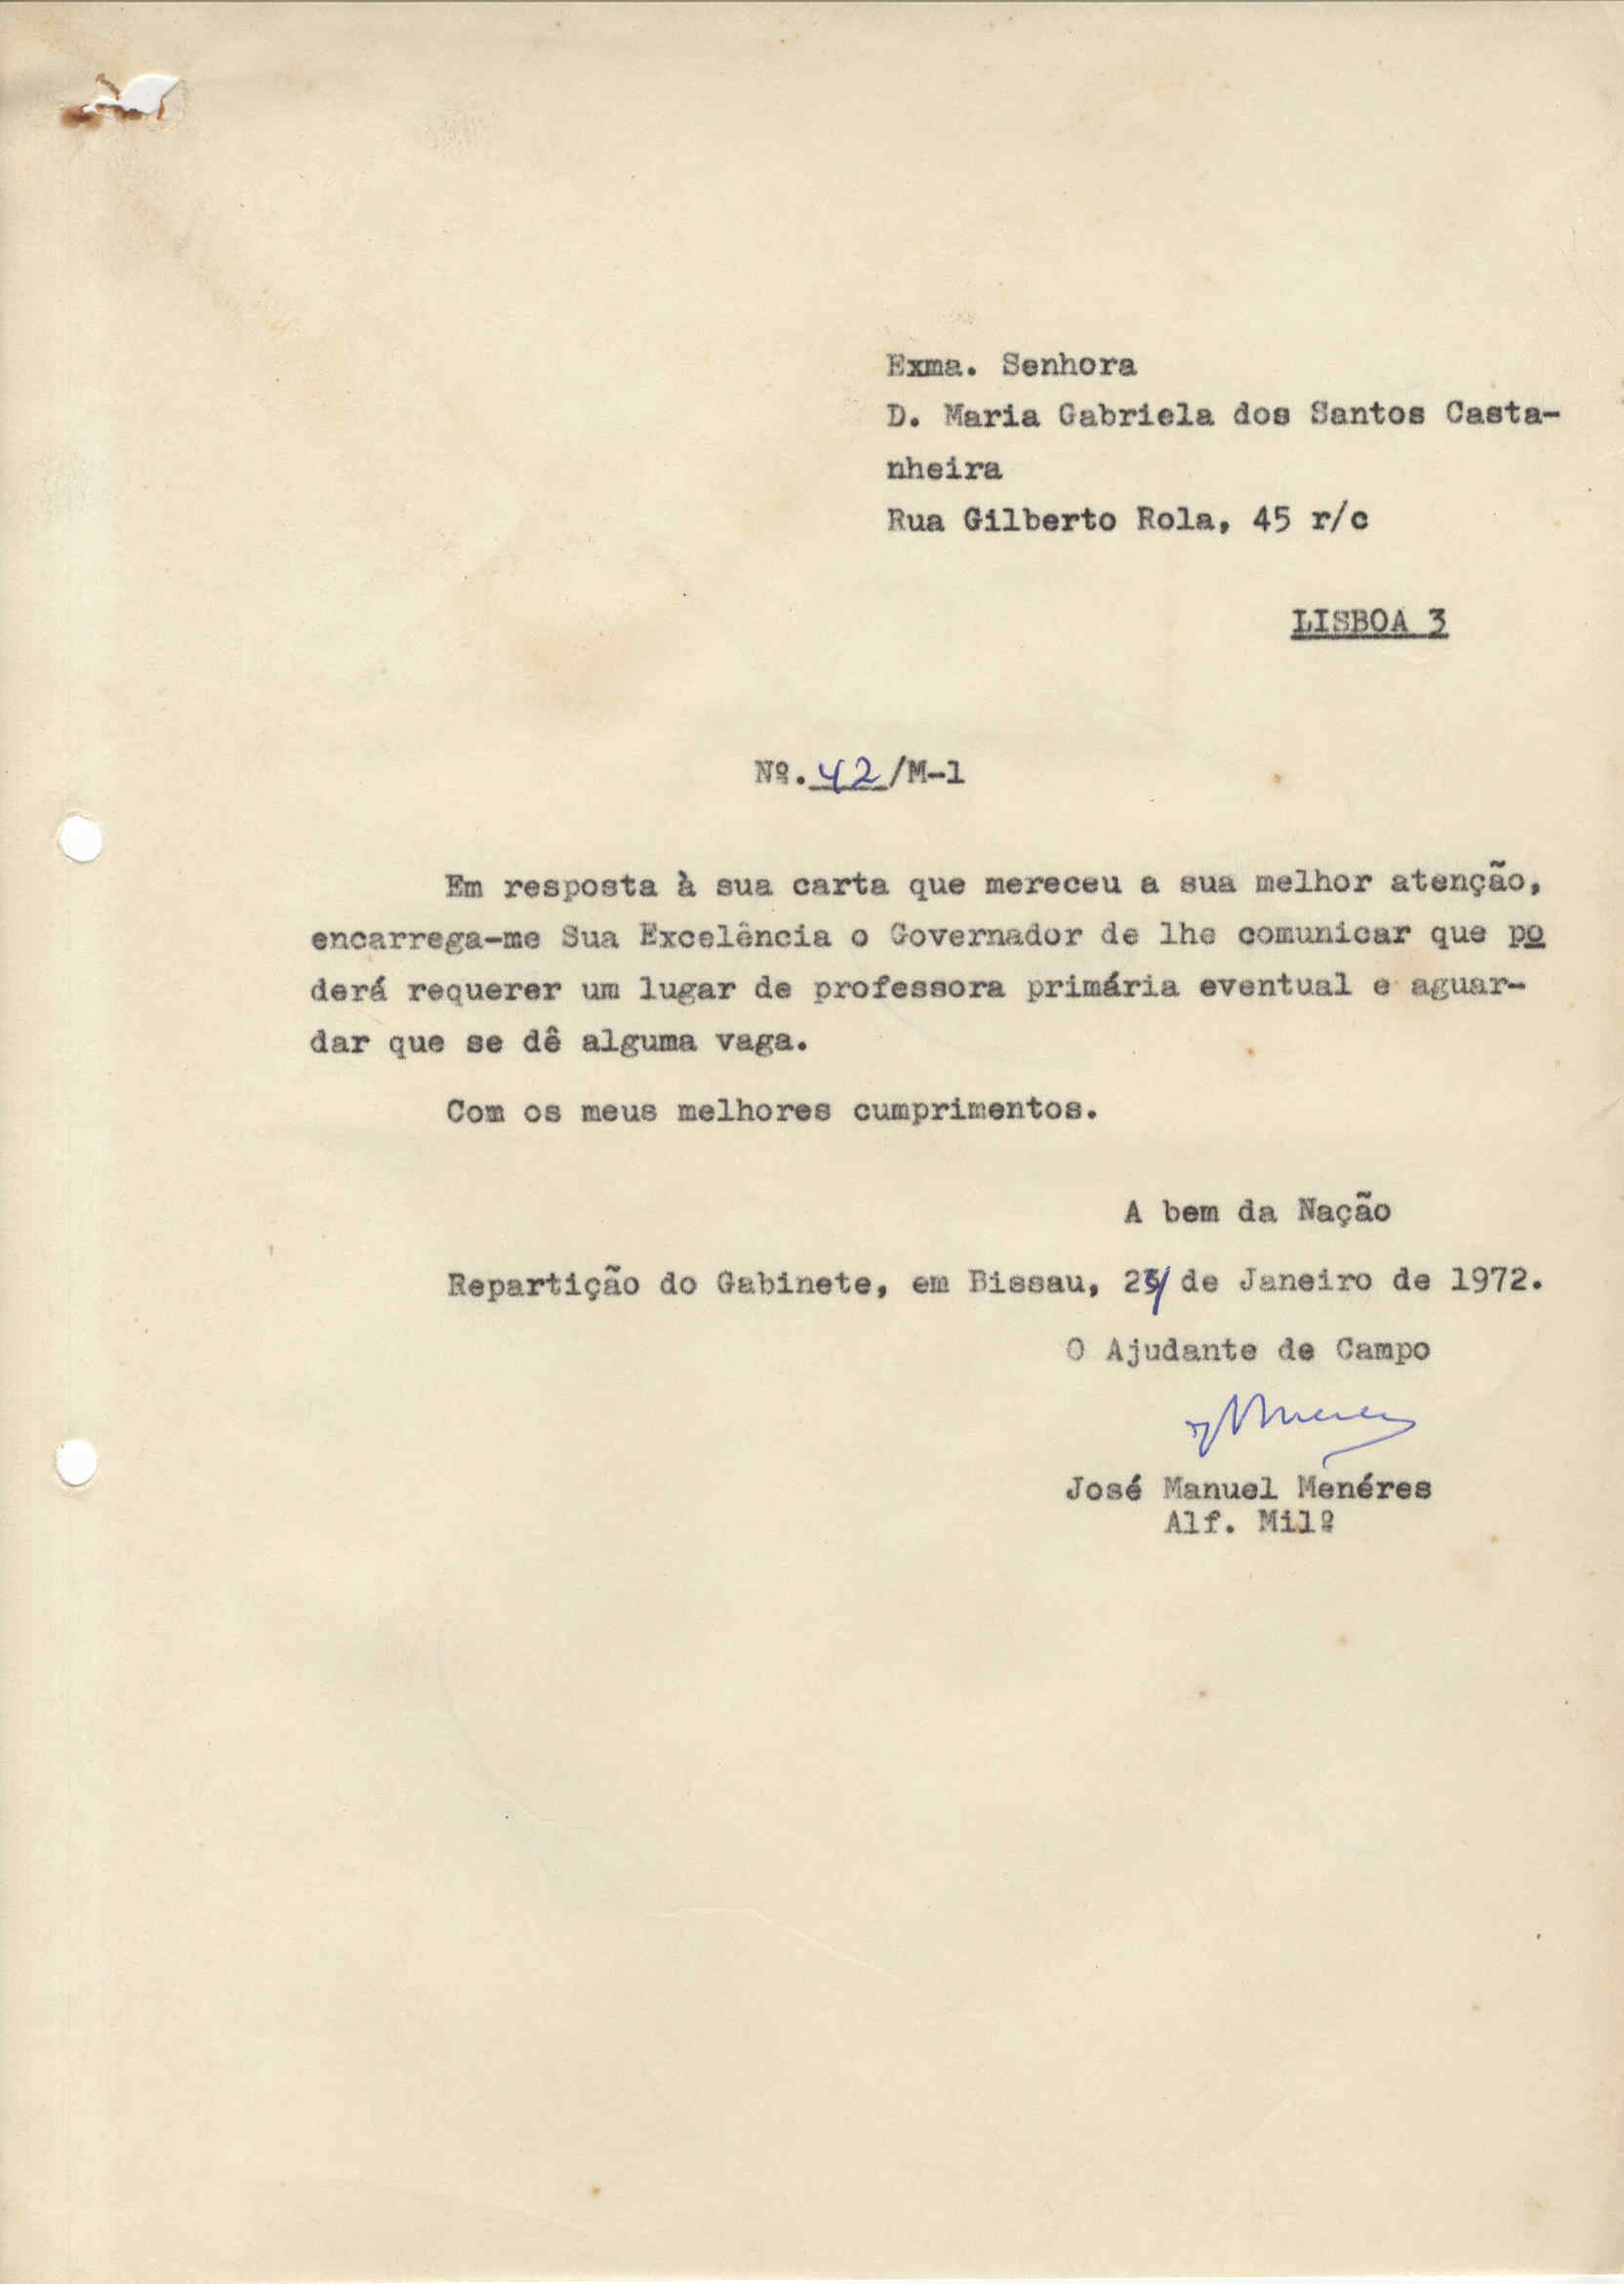 Exma. Senhora
D. Maria Gabriela dos Santos Casta-
nheira
Rua Gilberto Rola, 45 r/c
LISBOA 3
Nº. 42/M-1
Em resposta à sua carta que mereceu a sua melhor atenção,
encarrega-me Sua Excelência o Governador de lhe comunicar que po
derá requerer um lugar de professora primária eventual e aguar-
dar que se dê alguma vaga.
Com os meus melhores cumprimentos.
A bem da Nação
Repartição do Gabinete, em Bissau, de Janeiro de 1972.
O Ajudante de Campo
José Manuel Menéres
Alf. Milº